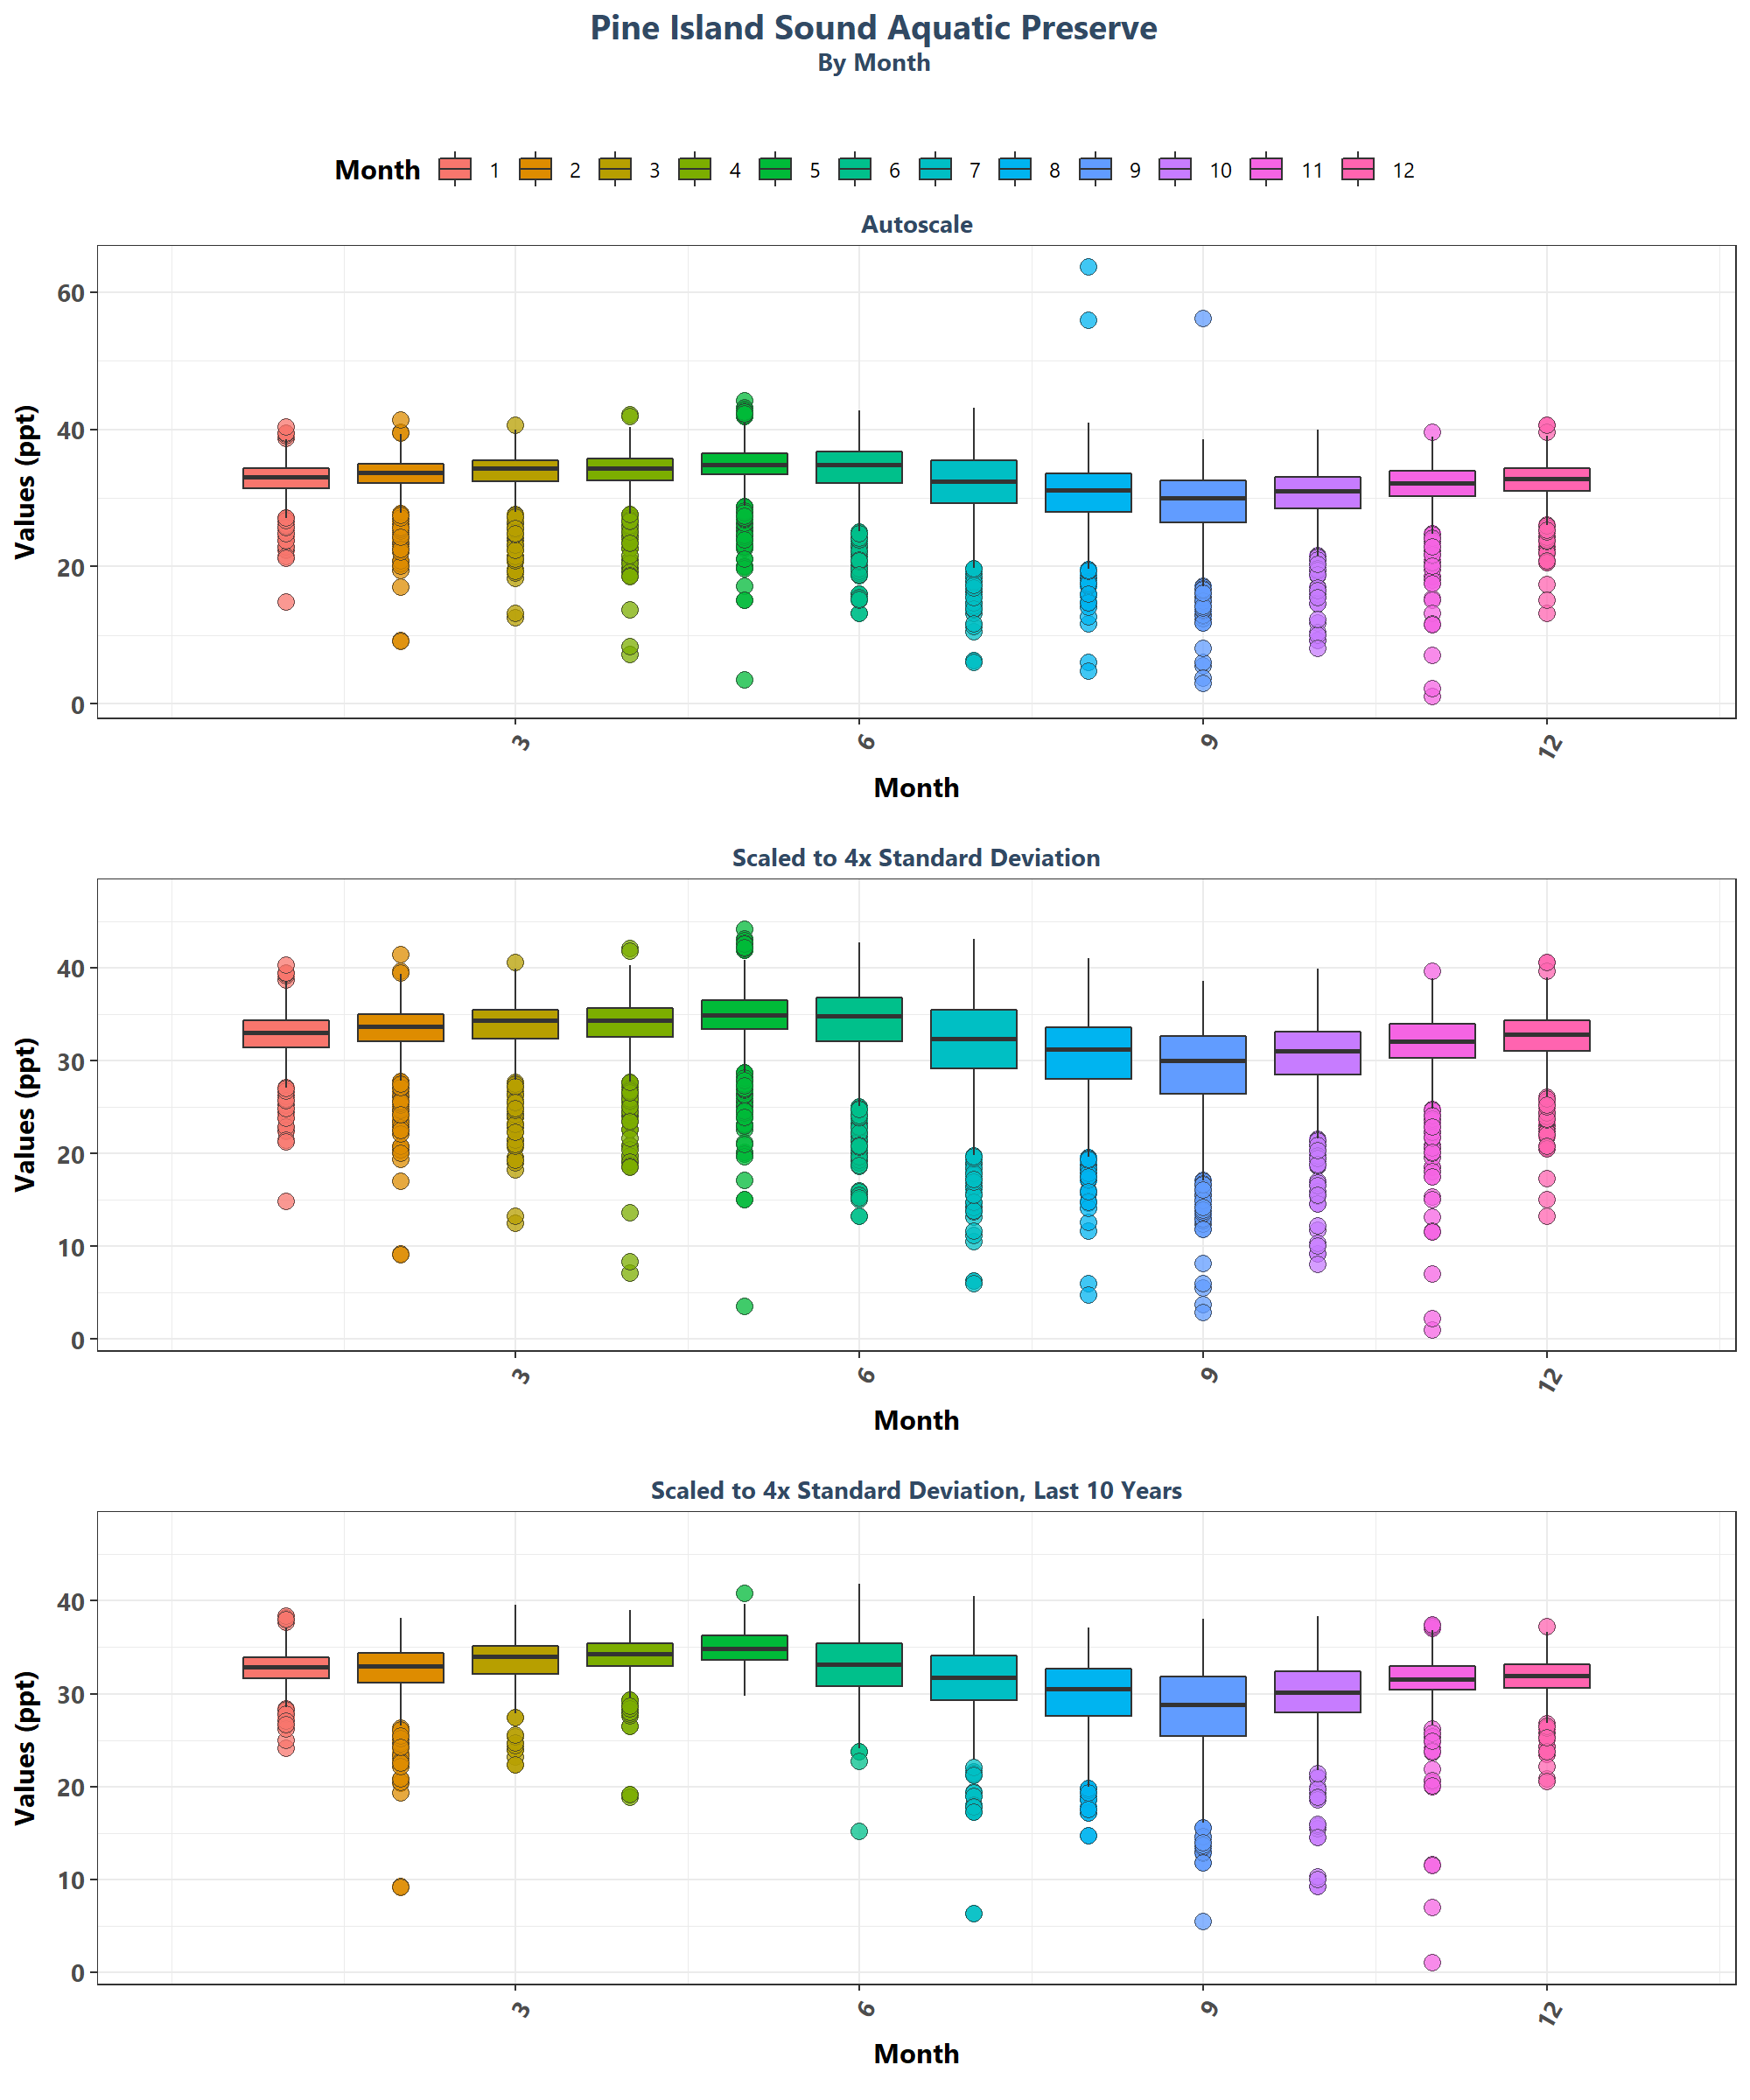 Pine Island Sound Aquatic Preserve
By Month
Month 1 2 3 4 5 6 7 8 9 10 11 12
Autoscale
Values (ppt)
60
40
20
0
3 6 9 12
Month
Scaled to 4x Standard Deviation
Values (ppt)
40
30
20
10
0
3 6 9 12
Month
Scaled to 4x Standard Deviation, Last 10 Years
Values (ppt)
40
30
20
10
0
3 6 9 12
Month